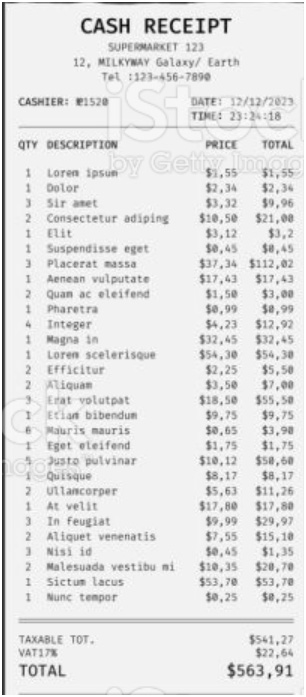 CASH RECEIPT
SUPERMARKET 123
12, MILKYWAY Galaxy/ Earth
Tel :123-456-7890
CASHIER: №1520 DATE: 12/12/2023
TIME: 23:24:18
QTY DESCRIPTION PRICE TOTAL
1 Lorem ipsum $1,55 $1,55
1 Dolor $2,34 $2,34
3 Sir amet $3,32 $9,96
2 Consectetur adiping $10,50 $21,00
1 Elit $3,12 $3,2
1 Suspendisse eget $0,45 $0,45
3 Placerat massa $37,34 $112,02
1 Aenean vulputate $17,43 $17,43
2 Quam ac eleifend $1,50 $3,00
1 Pharetra $0,99 $0,99
4 Integer $4,23 $12,92
1 Magna in $32,45 $32,45
1 Lorem scelerisque $54,30 $54,30
2 Efficitur $2,25 $5,50
2 Aliquam $3,50 $7,00
Erat volutpat $18,50 $55,50
Etiam bibendum $9,75 $9,75
6 Mauris mauris $0,65 $3,90
Eget eleifend $1,75 $1,75
5 Justo pulvinar $10,12 $50,60
Quisque $8,17 $8,17
2 Ullamcorper $5,63 $11,26
1 At velit $17,80 $17,80
3 In feugiat $9,99 $29,97
2 Aliquet venenatis $7,55 $15,10
3 Nisi id $0,45 $1,35
2 Malesuada vestibu mi $10,35 $20,70
1 Sictum lacus $53,70 $53,70
1 Nunc tempor $0,25 $0,25
TAXABLE TOT. $541,27
VAT17% $22,64
TOTAL $563,91
iStock
by Getty Images